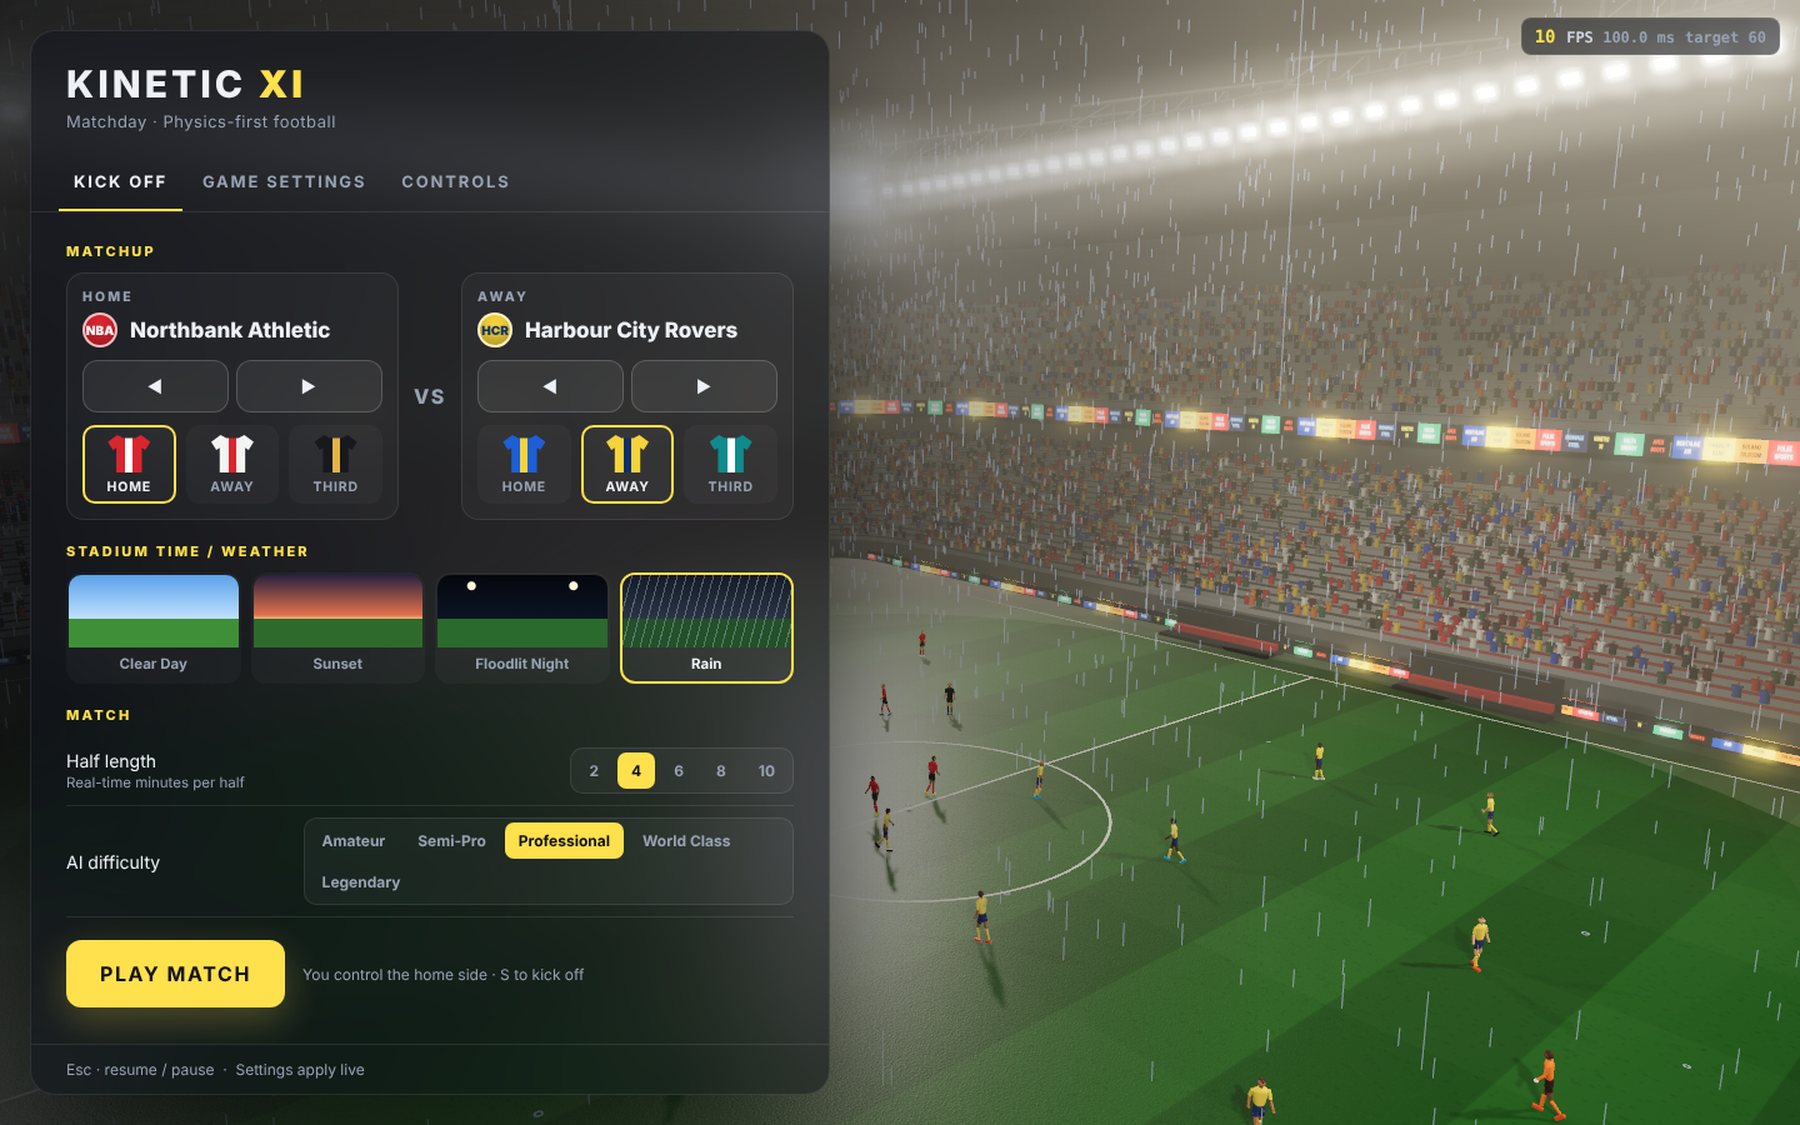 10 FPS 100.0 ms target 60
KINETIC XI
Matchday · Physics-first football
KICK OFF GAME SETTINGS CONTROLS
MATCHUP
HOME
NBA Northbank Athletic
◀ ▶
HOME AWAY THIRD
VS
AWAY
HCR Harbour City Rovers
◀ ▶
HOME AWAY THIRD
STADIUM TIME / WEATHER
Clear Day Sunset Floodlit Night Rain
MATCH
Half length
Real-time minutes per half
2 4 6 8 10
AI difficulty
Amateur Semi-Pro Professional World Class
Legendary
PLAY MATCH
You control the home side · S to kick off
Esc · resume / pause · Settings apply live